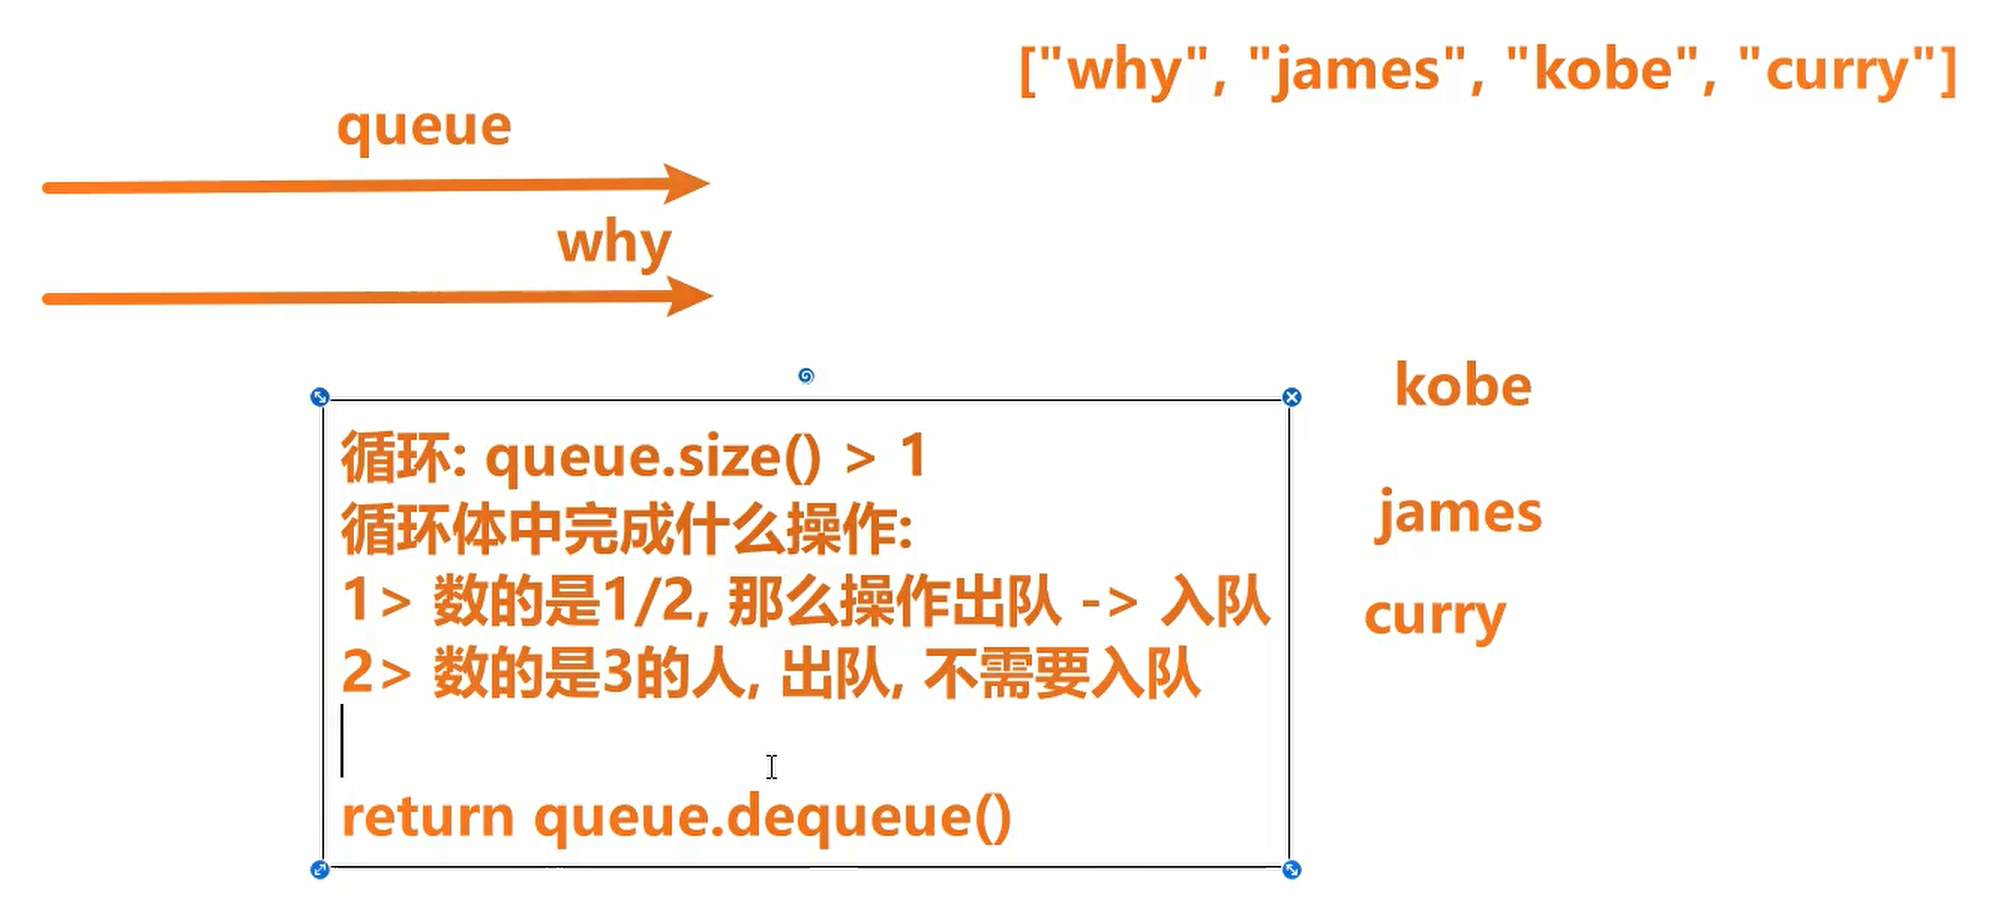 ["why", "james", "kobe", "curry"]
queue
why
kobe
循环: queue.size() > 1
james
循环体中完成什么操作:
1> 数的是1/2, 那么操作出队 -> 入队
curry
2> 数的是3的人, 出队, 不需要入队
return queue.dequeue()